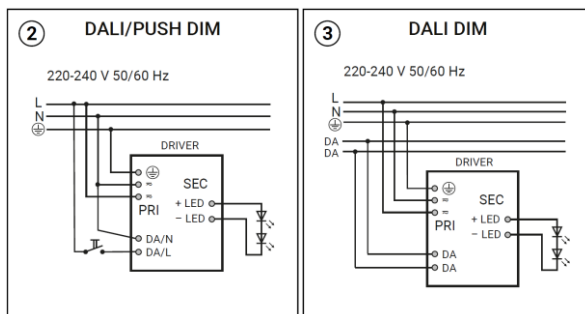 2 DALI/PUSH DIM
220-240 V 50/60 Hz
L
N
DRIVER
SEC
≂
≂
+ LED
PRI
− LED
DA/N
DA/L
3 DALI DIM
220-240 V 50/60 Hz
L
N
DA
DA
DRIVER
SEC
≂
≂
+ LED
PRI
− LED
DA
DA